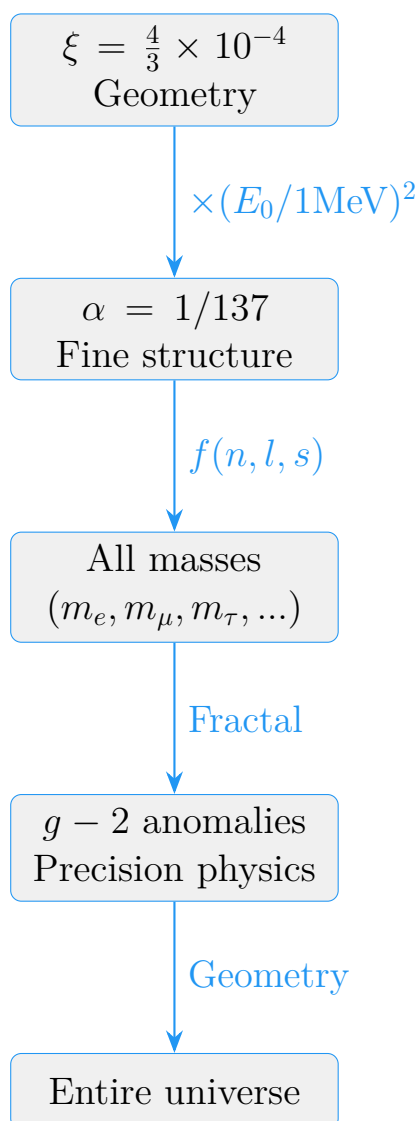 ξ = 4/3 × 10⁻⁴
Geometry
×(E₀/1MeV)²
α = 1/137
Fine structure
f(n, l, s)
All masses
(mₑ, m_μ, m_τ, ...)
Fractal
g − 2 anomalies
Precision physics
Geometry
Entire universe